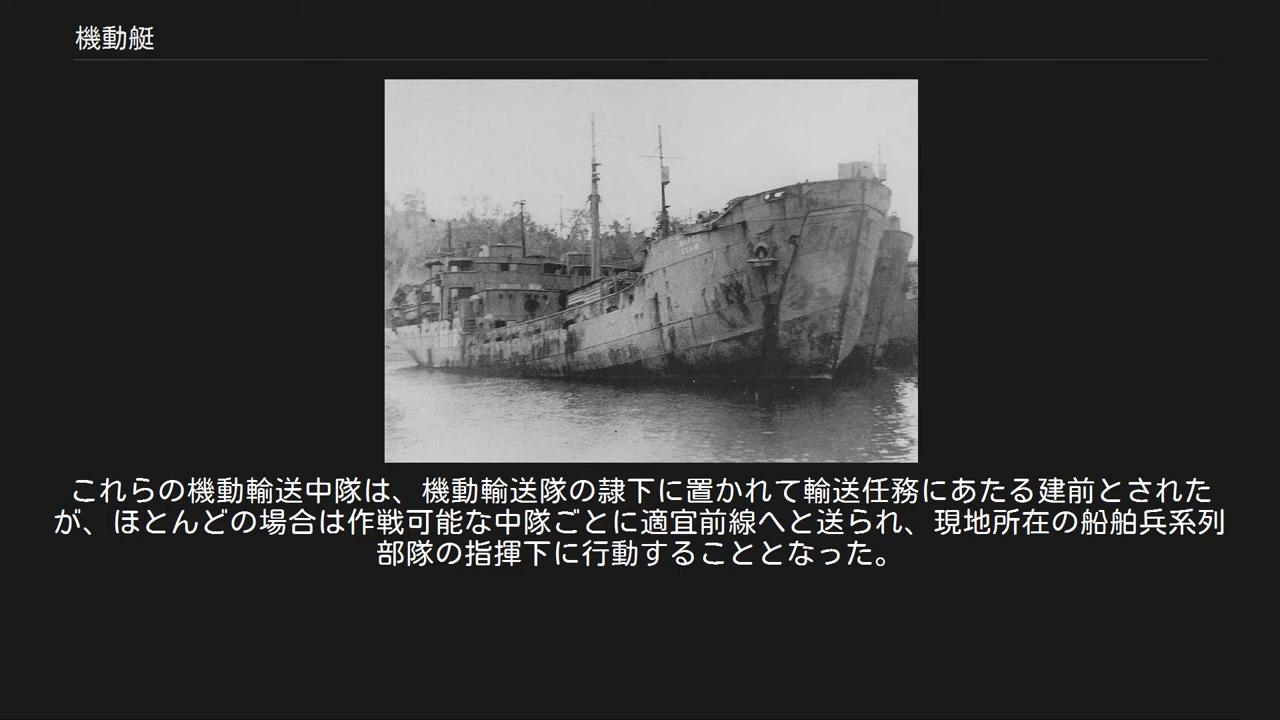 機動艇
これらの機動輸送中隊は、機動輸送隊の隷下に置かれて輸送任務にあたる建前とされた
が、ほとんどの場合は作戦可能な中隊ごとに適宜前線へと送られ、現地所在の船舶兵系列
部隊の指揮下に行動することとなった。